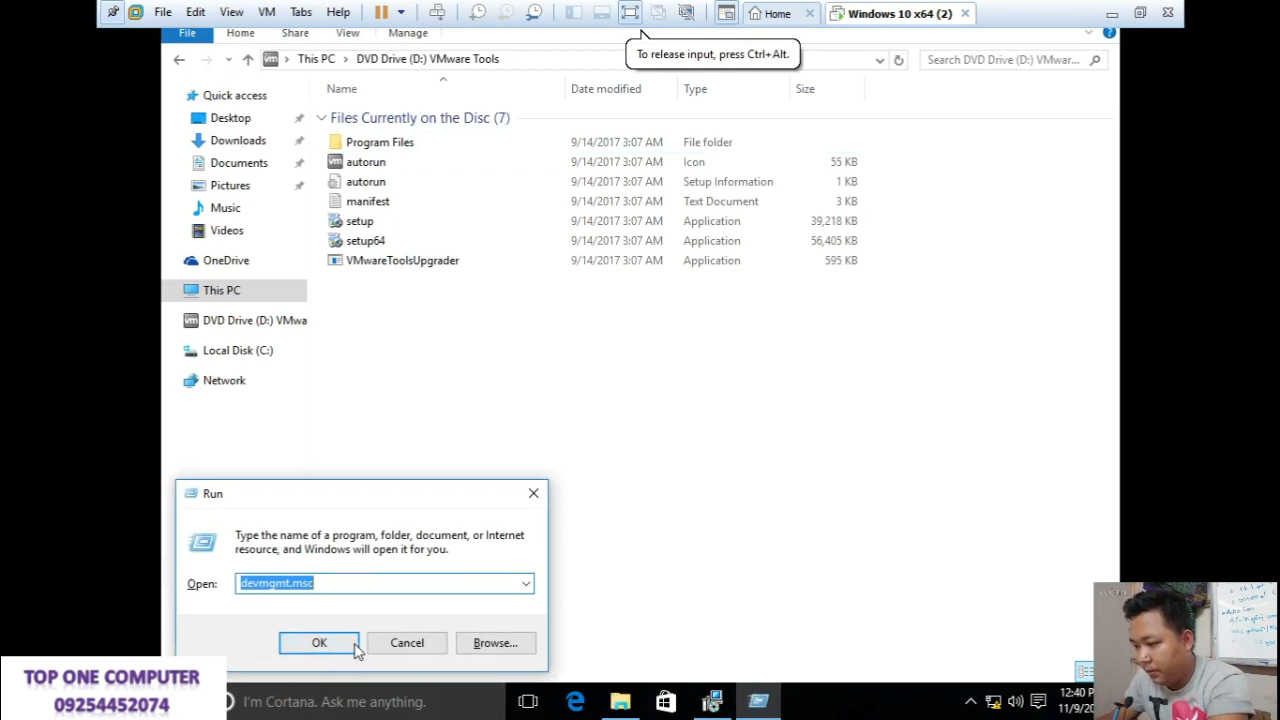 File Edit View VM Tabs Help Home Windows 10 x64 (2)
File Home Share View Manage
To release input, press Ctrl+Alt.
This PC DVD Drive (D:) VMware Tools
Search DVD Drive (D:) VMwar...
Name Date modified Type Size
Quick access
Desktop
Downloads
Documents
Pictures
Music
Videos
OneDrive
This PC
DVD Drive (D:) VMwa
Local Disk (C:)
Network
Files Currently on the Disc (7)
Program Files 9/14/2017 3:07 AM File folder
autorun 9/14/2017 3:07 AM Icon 55 KB
autorun 9/14/2017 3:07 AM Setup Information 1 KB
manifest 9/14/2017 3:07 AM Text Document 3 KB
setup 9/14/2017 3:07 AM Application 39,218 KB
setup64 9/14/2017 3:07 AM Application 56,405 KB
VMwareToolsUpgrader 9/14/2017 3:07 AM Application 595 KB
Run
Type the name of a program, folder, document, or Internet
resource, and Windows will open it for you.
Open: devmgmt.msc
OK Cancel Browse...
TOP ONE COMPUTER
09254452074
I'm Cortana. Ask me anything.
12:40
11/9/20